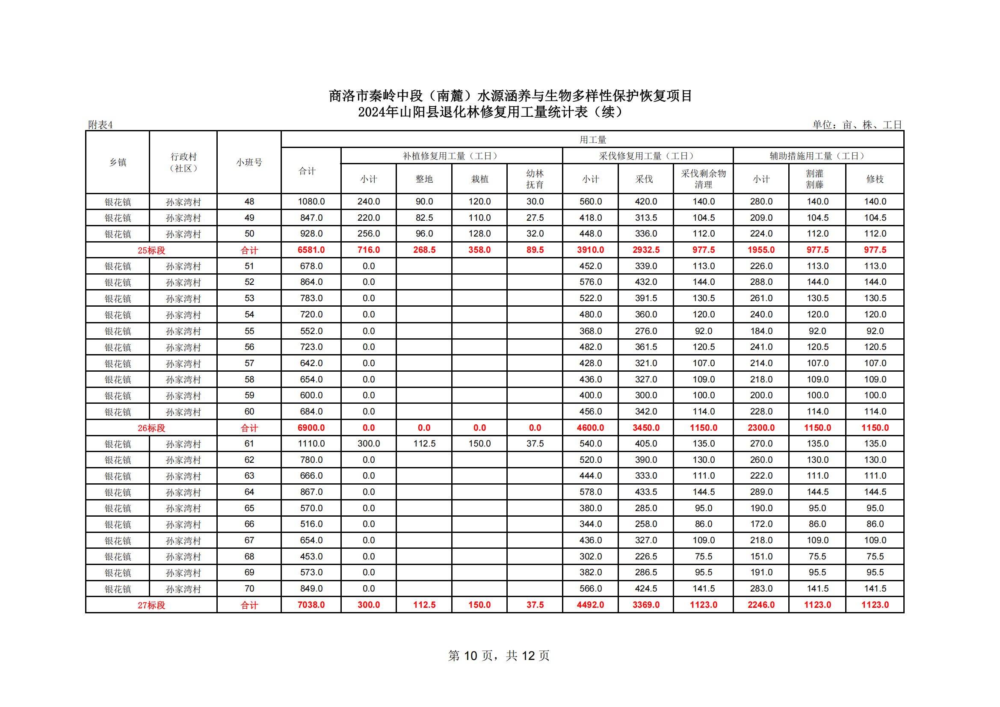 商洛市秦岭中段（南麓）水源涵养与生物多样性保护恢复项目
2024年山阳县退化林修复用工量统计表（续）
附表4 单位：亩、株、工日
乡镇 行政村（社区） 小班号 用工量
合计 补植修复用工量（工日） 采伐修复用工量（工日） 辅助措施用工量（工日）
小计 整地 栽植 幼林抚育 小计 采伐 采伐剩余物清理 小计 割灌割藤 修枝
银花镇 孙家湾村 48 1080.0 240.0 90.0 120.0 30.0 560.0 420.0 140.0 280.0 140.0 140.0
银花镇 孙家湾村 49 847.0 220.0 82.5 110.0 27.5 418.0 313.5 104.5 209.0 104.5 104.5
银花镇 孙家湾村 50 928.0 256.0 96.0 128.0 32.0 448.0 336.0 112.0 224.0 112.0 112.0
25标段 合计 6581.0 716.0 268.5 358.0 89.5 3910.0 2932.5 977.5 1955.0 977.5 977.5
银花镇 孙家湾村 51 678.0 0.0 452.0 339.0 113.0 226.0 113.0 113.0
银花镇 孙家湾村 52 864.0 0.0 576.0 432.0 144.0 288.0 144.0 144.0
银花镇 孙家湾村 53 783.0 0.0 522.0 391.5 130.5 261.0 130.5 130.5
银花镇 孙家湾村 54 720.0 0.0 480.0 360.0 120.0 240.0 120.0 120.0
银花镇 孙家湾村 55 552.0 0.0 368.0 276.0 92.0 184.0 92.0 92.0
银花镇 孙家湾村 56 723.0 0.0 482.0 361.5 120.5 241.0 120.5 120.5
银花镇 孙家湾村 57 642.0 0.0 428.0 321.0 107.0 214.0 107.0 107.0
银花镇 孙家湾村 58 654.0 0.0 436.0 327.0 109.0 218.0 109.0 109.0
银花镇 孙家湾村 59 600.0 0.0 400.0 300.0 100.0 200.0 100.0 100.0
银花镇 孙家湾村 60 684.0 0.0 456.0 342.0 114.0 228.0 114.0 114.0
26标段 合计 6900.0 0.0 0.0 0.0 0.0 4600.0 3450.0 1150.0 2300.0 1150.0 1150.0
银花镇 孙家湾村 61 1110.0 300.0 112.5 150.0 37.5 540.0 405.0 135.0 270.0 135.0 135.0
银花镇 孙家湾村 62 780.0 0.0 520.0 390.0 130.0 260.0 130.0 130.0
银花镇 孙家湾村 63 666.0 0.0 444.0 333.0 111.0 222.0 111.0 111.0
银花镇 孙家湾村 64 867.0 0.0 578.0 433.5 144.5 289.0 144.5 144.5
银花镇 孙家湾村 65 570.0 0.0 380.0 285.0 95.0 190.0 95.0 95.0
银花镇 孙家湾村 66 516.0 0.0 344.0 258.0 86.0 172.0 86.0 86.0
银花镇 孙家湾村 67 654.0 0.0 436.0 327.0 109.0 218.0 109.0 109.0
银花镇 孙家湾村 68 453.0 0.0 302.0 226.5 75.5 151.0 75.5 75.5
银花镇 孙家湾村 69 573.0 0.0 382.0 286.5 95.5 191.0 95.5 95.5
银花镇 孙家湾村 70 849.0 0.0 566.0 424.5 141.5 283.0 141.5 141.5
27标段 合计 7038.0 300.0 112.5 150.0 37.5 4492.0 3369.0 1123.0 2246.0 1123.0 1123.0
第 10 页，共 12 页